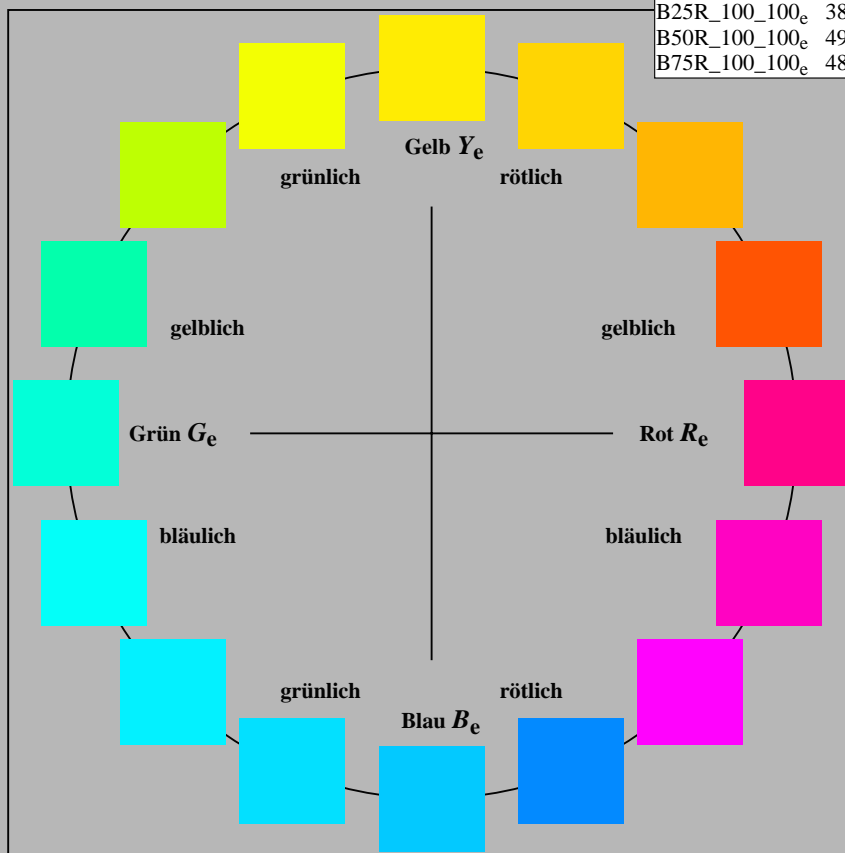 B25R_100_100e 38
B50R_100_100e 49
B75R_100_100e 48
Gelb Ye
grünlich rötlich
gelblich gelblich
Grün Ge Rot Re
bläulich bläulich
grünlich rötlich
Blau Be